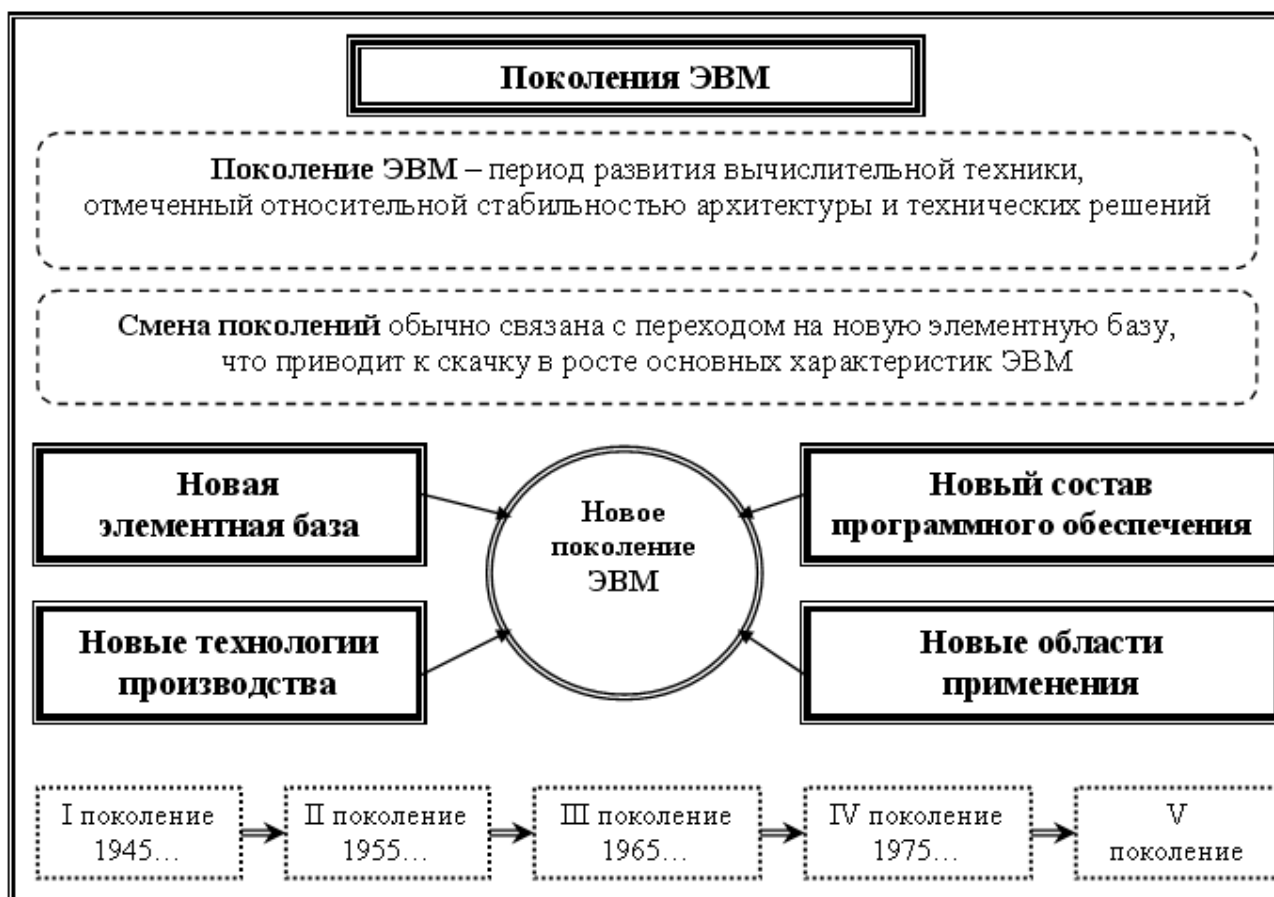 Поколения ЭВМ
Поколение ЭВМ – период развития вычислительной техники,
отмеченный относительной стабильностью архитектуры и технических решений
Смена поколений обычно связана с переходом на новую элементную базу,
что приводит к скачку в росте основных характеристик ЭВМ
Новая
элементная база
Новое
поколение
ЭВМ
Новый состав
программного обеспечения
Новые технологии
производства
Новые области
применения
I поколение
1945...
II поколение
1955...
III поколение
1965...
IV поколение
1975...
V
поколение